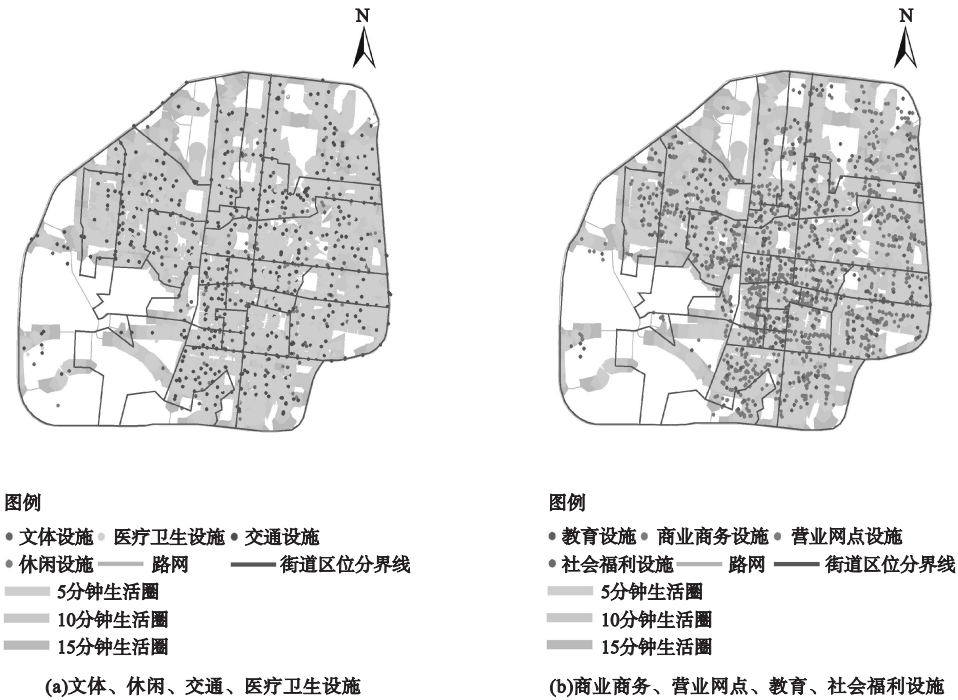 N
N
图例
文体设施 医疗卫生设施 交通设施
休闲设施 路网 街道区位分界线
5分钟生活圈
10分钟生活圈
15分钟生活圈
(a)文体、休闲、交通、医疗卫生设施
图例
教育设施 商业商务设施 营业网点设施
社会福利设施 路网 街道区位分界线
5分钟生活圈
10分钟生活圈
15分钟生活圈
(b)商业商务、营业网点、教育、社会福利设施